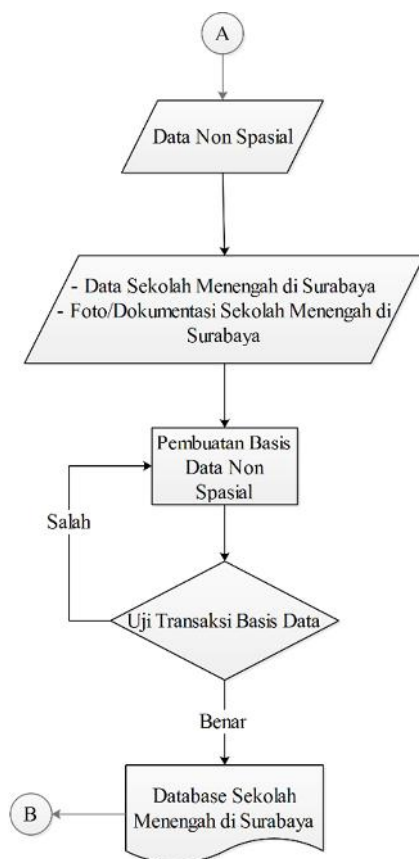 A
Data Non Spasial
- Data Sekolah Menengah di Surabaya
- Foto/Dokumentasi Sekolah Menengah di
Surabaya
Pembuatan Basis
Data Non
Spasial
Salah
Uji Transaksi Basis Data
Benar
Database Sekolah
Menengah di Surabaya
B